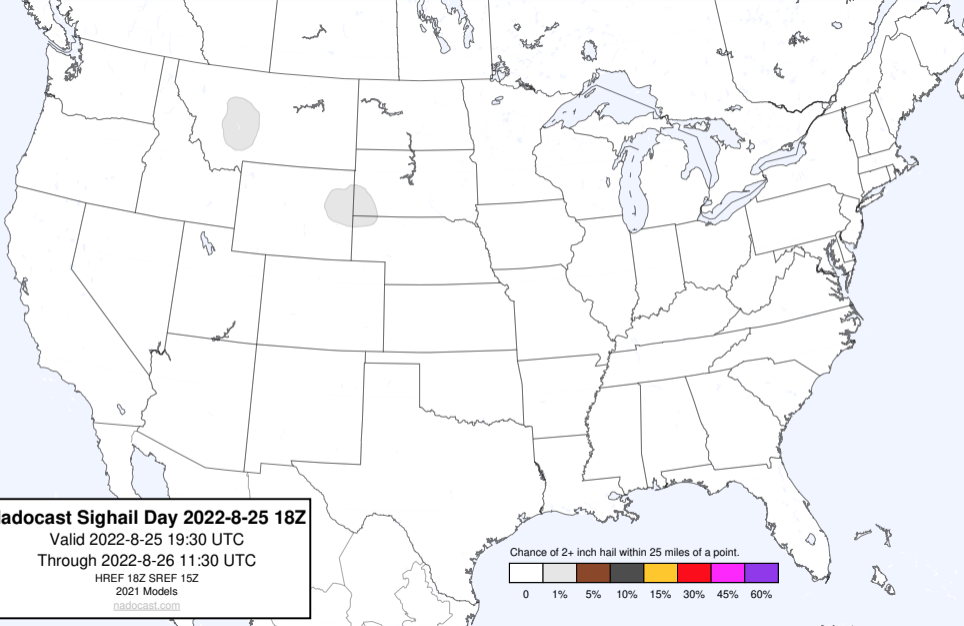 adocast Sighail Day 2022-8-25 18Z
Valid 2022-8-25 19:30 UTC
Through 2022-8-26 11:30 UTC
HREF 18Z SREF 15Z
2021 Models
nadocast.com
Chance of 2+ inch hail within 25 miles of a point.
0 1% 5% 10% 15% 30% 45% 60%